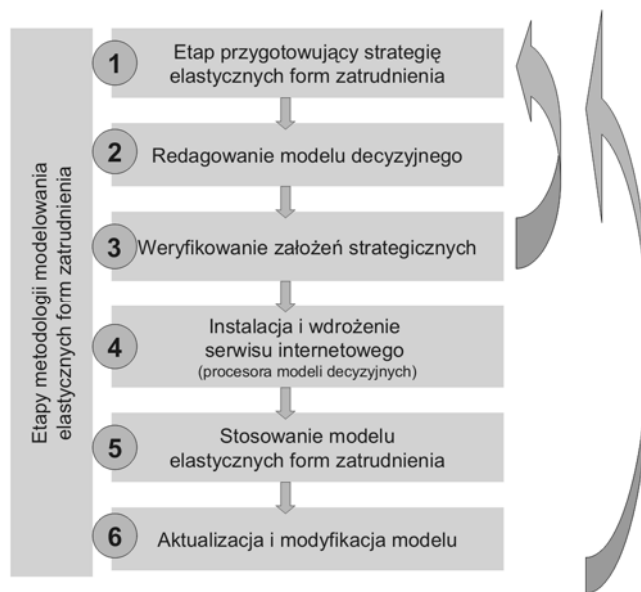 Etapy metodologii modelowania
elastycznych form zatrudnienia
1
Etap przygotowujący strategię
elastycznych form zatrudnienia
2
Redagowanie modelu decyzyjnego
3
Weryfikowanie założeń strategicznych
4
Instalacja i wdrożenie
serwisu internetowego
(procesora modeli decyzyjnych)
5
Stosowanie modelu
elastycznych form zatrudnienia
6
Aktualizacja i modyfikacja modelu